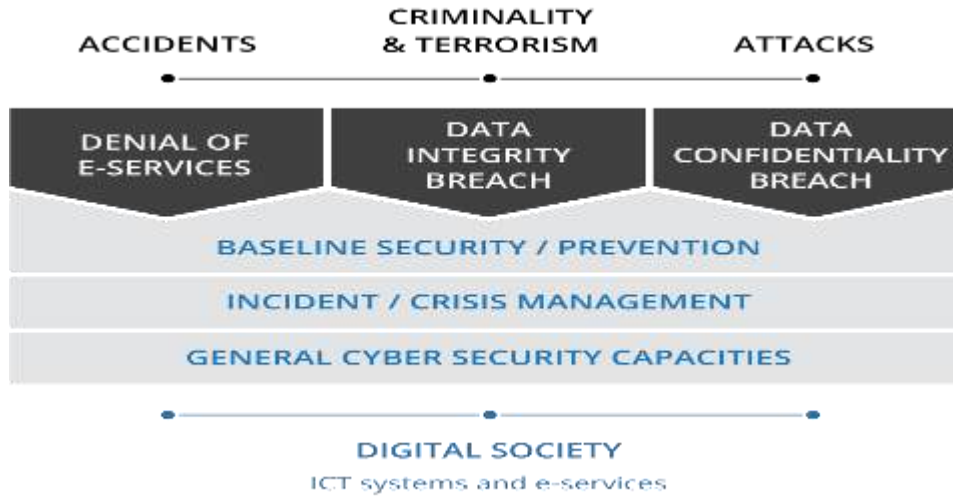 ACCIDENTS
CRIMINALITY
& TERRORISM
ATTACKS
DENIAL OF
E-SERVICES
DATA
INTEGRITY
BREACH
DATA
CONFIDENTIALITY
BREACH
BASELINE SECURITY / PREVENTION
INCIDENT / CRISIS MANAGEMENT
GENERAL CYBER SECURITY CAPACITIES
DIGITAL SOCIETY
ICT systems and e-services